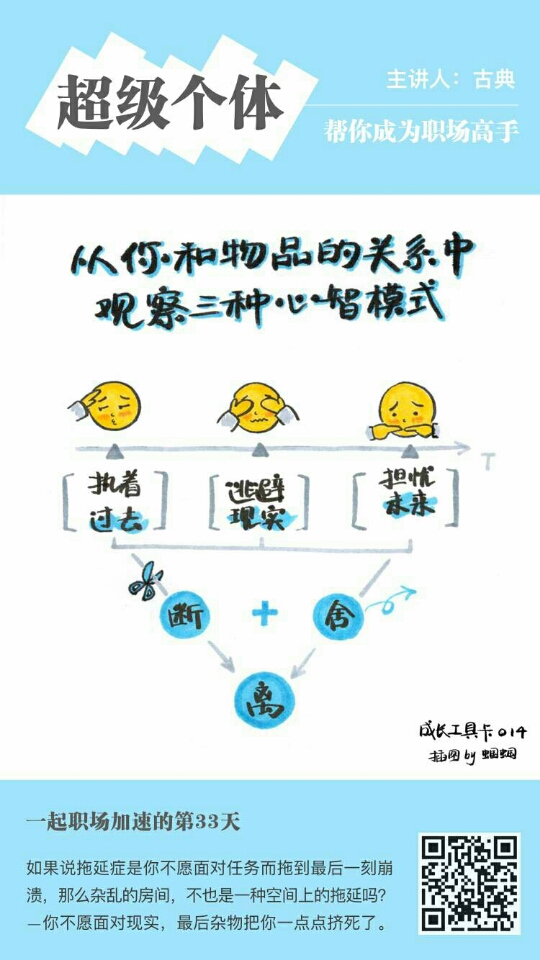 超级个体
主讲人：古典
帮你成为职场高手
从你和物品的关系中
观察三种心智模式
T
执着
过去
逃避
现实
担忧
未来
断
+
舍
离
成长工具卡014
插图by蝈蝈
一起职场加速的第33天
如果说拖延症是你不愿面对任务而拖到最后一刻崩
溃，那么杂乱的房间，不也是一种空间上的拖延吗？
—你不愿面对现实，最后杂物把你一点点挤死了。